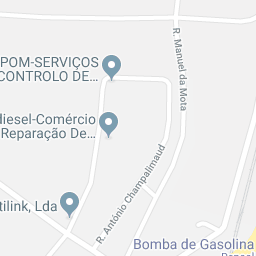 POM-SERVIÇOS
CONTROLO DE...
R. Manuel da Mota
diesel-Comércio
Reparação De...
R. António Champalimaud
tilink, Lda
Bomba de Gasolina